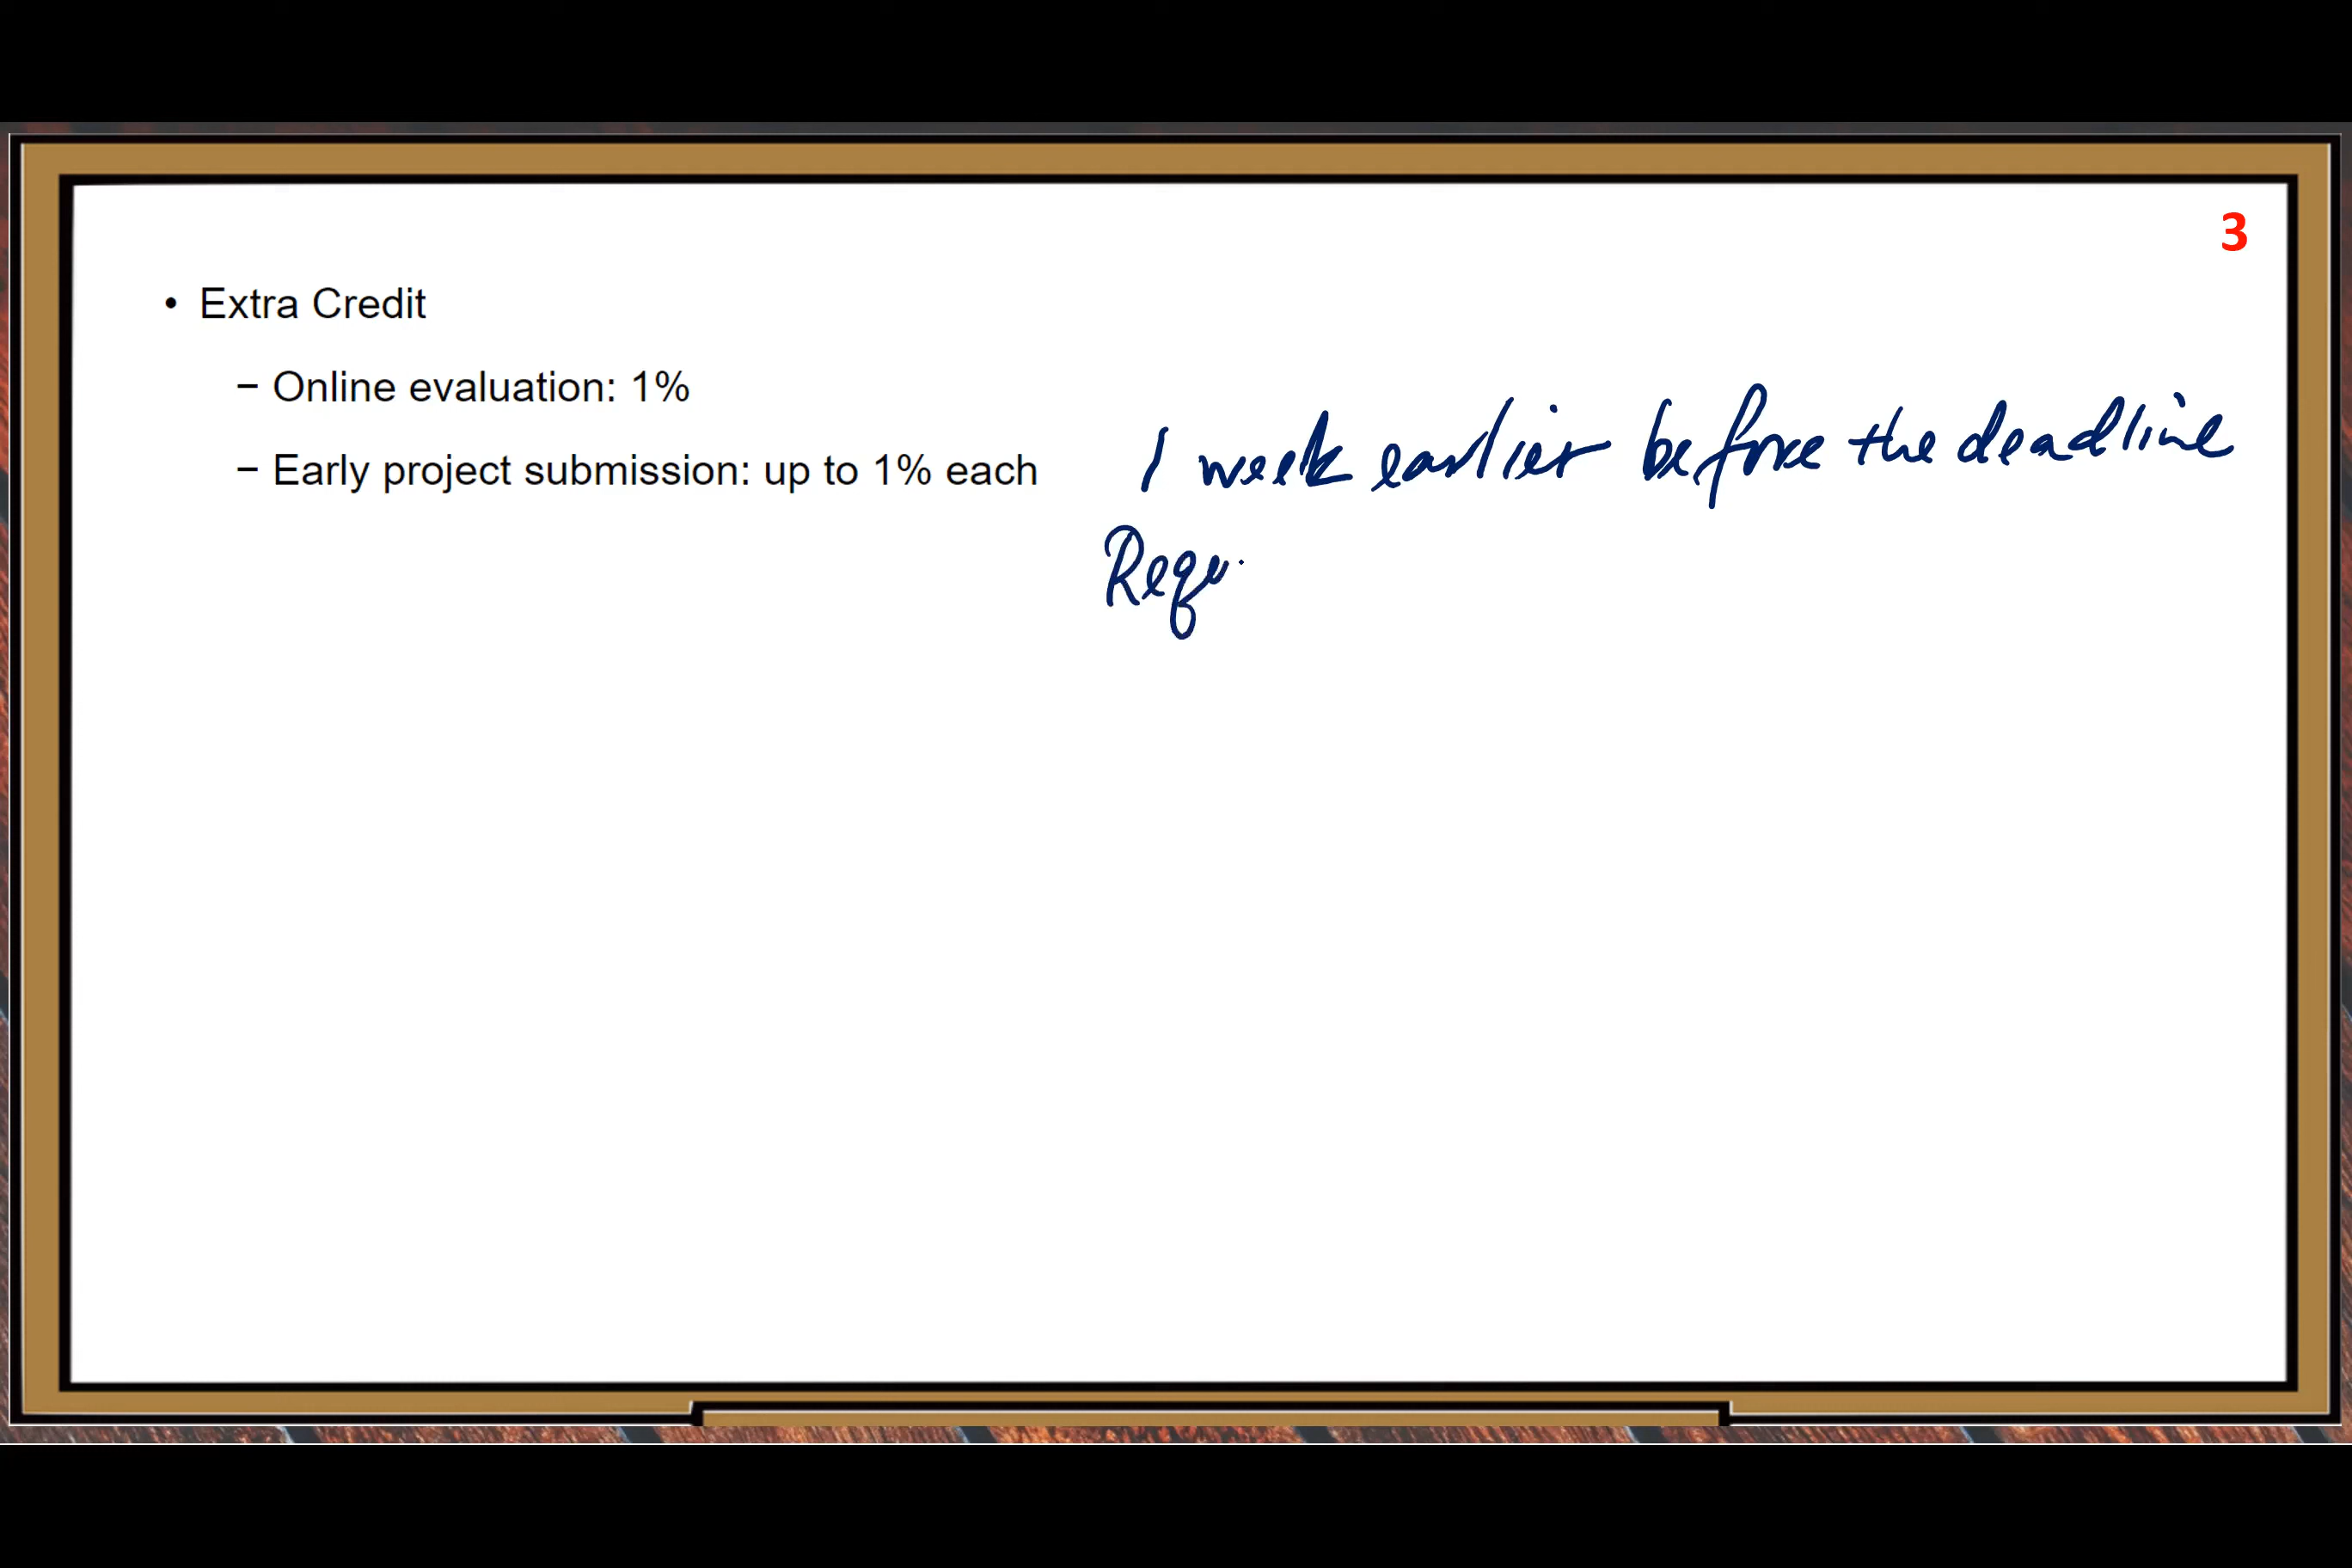 3
• Extra Credit
– Online evaluation: 1%
– Early project submission: up to 1% each
1 week earlier before the deadline
Requ